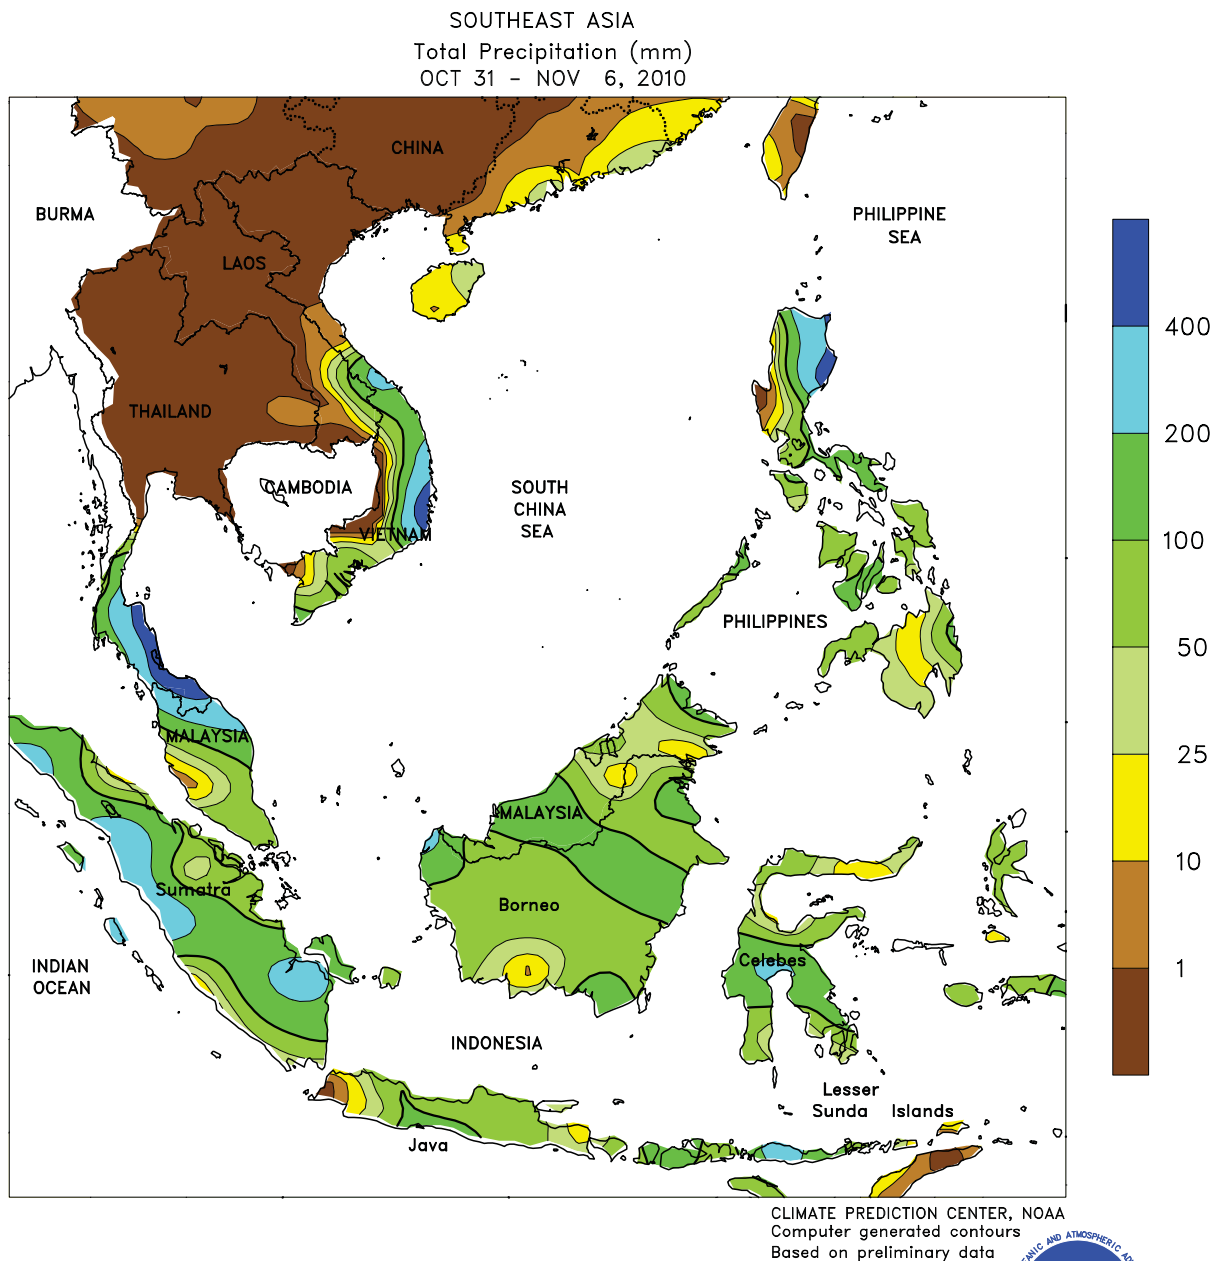 SOUTHEAST ASIA
Total Precipitation (mm)
OCT 31 - NOV 6, 2010
CHINA
BURMA
PHILIPPINE
SEA
LAOS
THAILAND
CAMBODIA
SOUTH
CHINA
SEA
VIETNAM
PHILIPPINES
MALAYSIA
MALAYSIA
Sumatra
Borneo
Celebes
INDIAN
OCEAN
INDONESIA
Lesser
Sunda Islands
Java
400
200
100
50
25
10
1
CLIMATE PREDICTION CENTER, NOAA
Computer generated contours
Based on preliminary data
AND ATMOSPHERIC